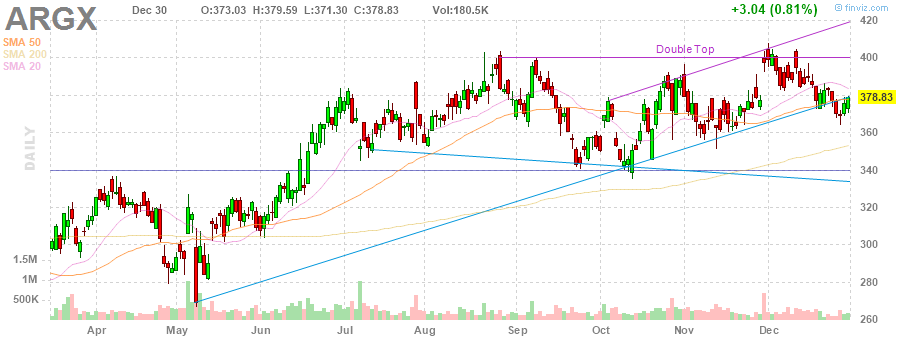 ARGX Dec 30 O:373.03 H:379.59 L:371.30 C:378.83 Vol:180.5K +3.04 (0.81%) © finviz.com
SMA 50
SMA 200
SMA 20
Double Top
DAILY
420
400
378.83
360
340
320
300
280
260
1.5M
1M
500K
Apr May Jun Jul Aug Sep Oct Nov Dec